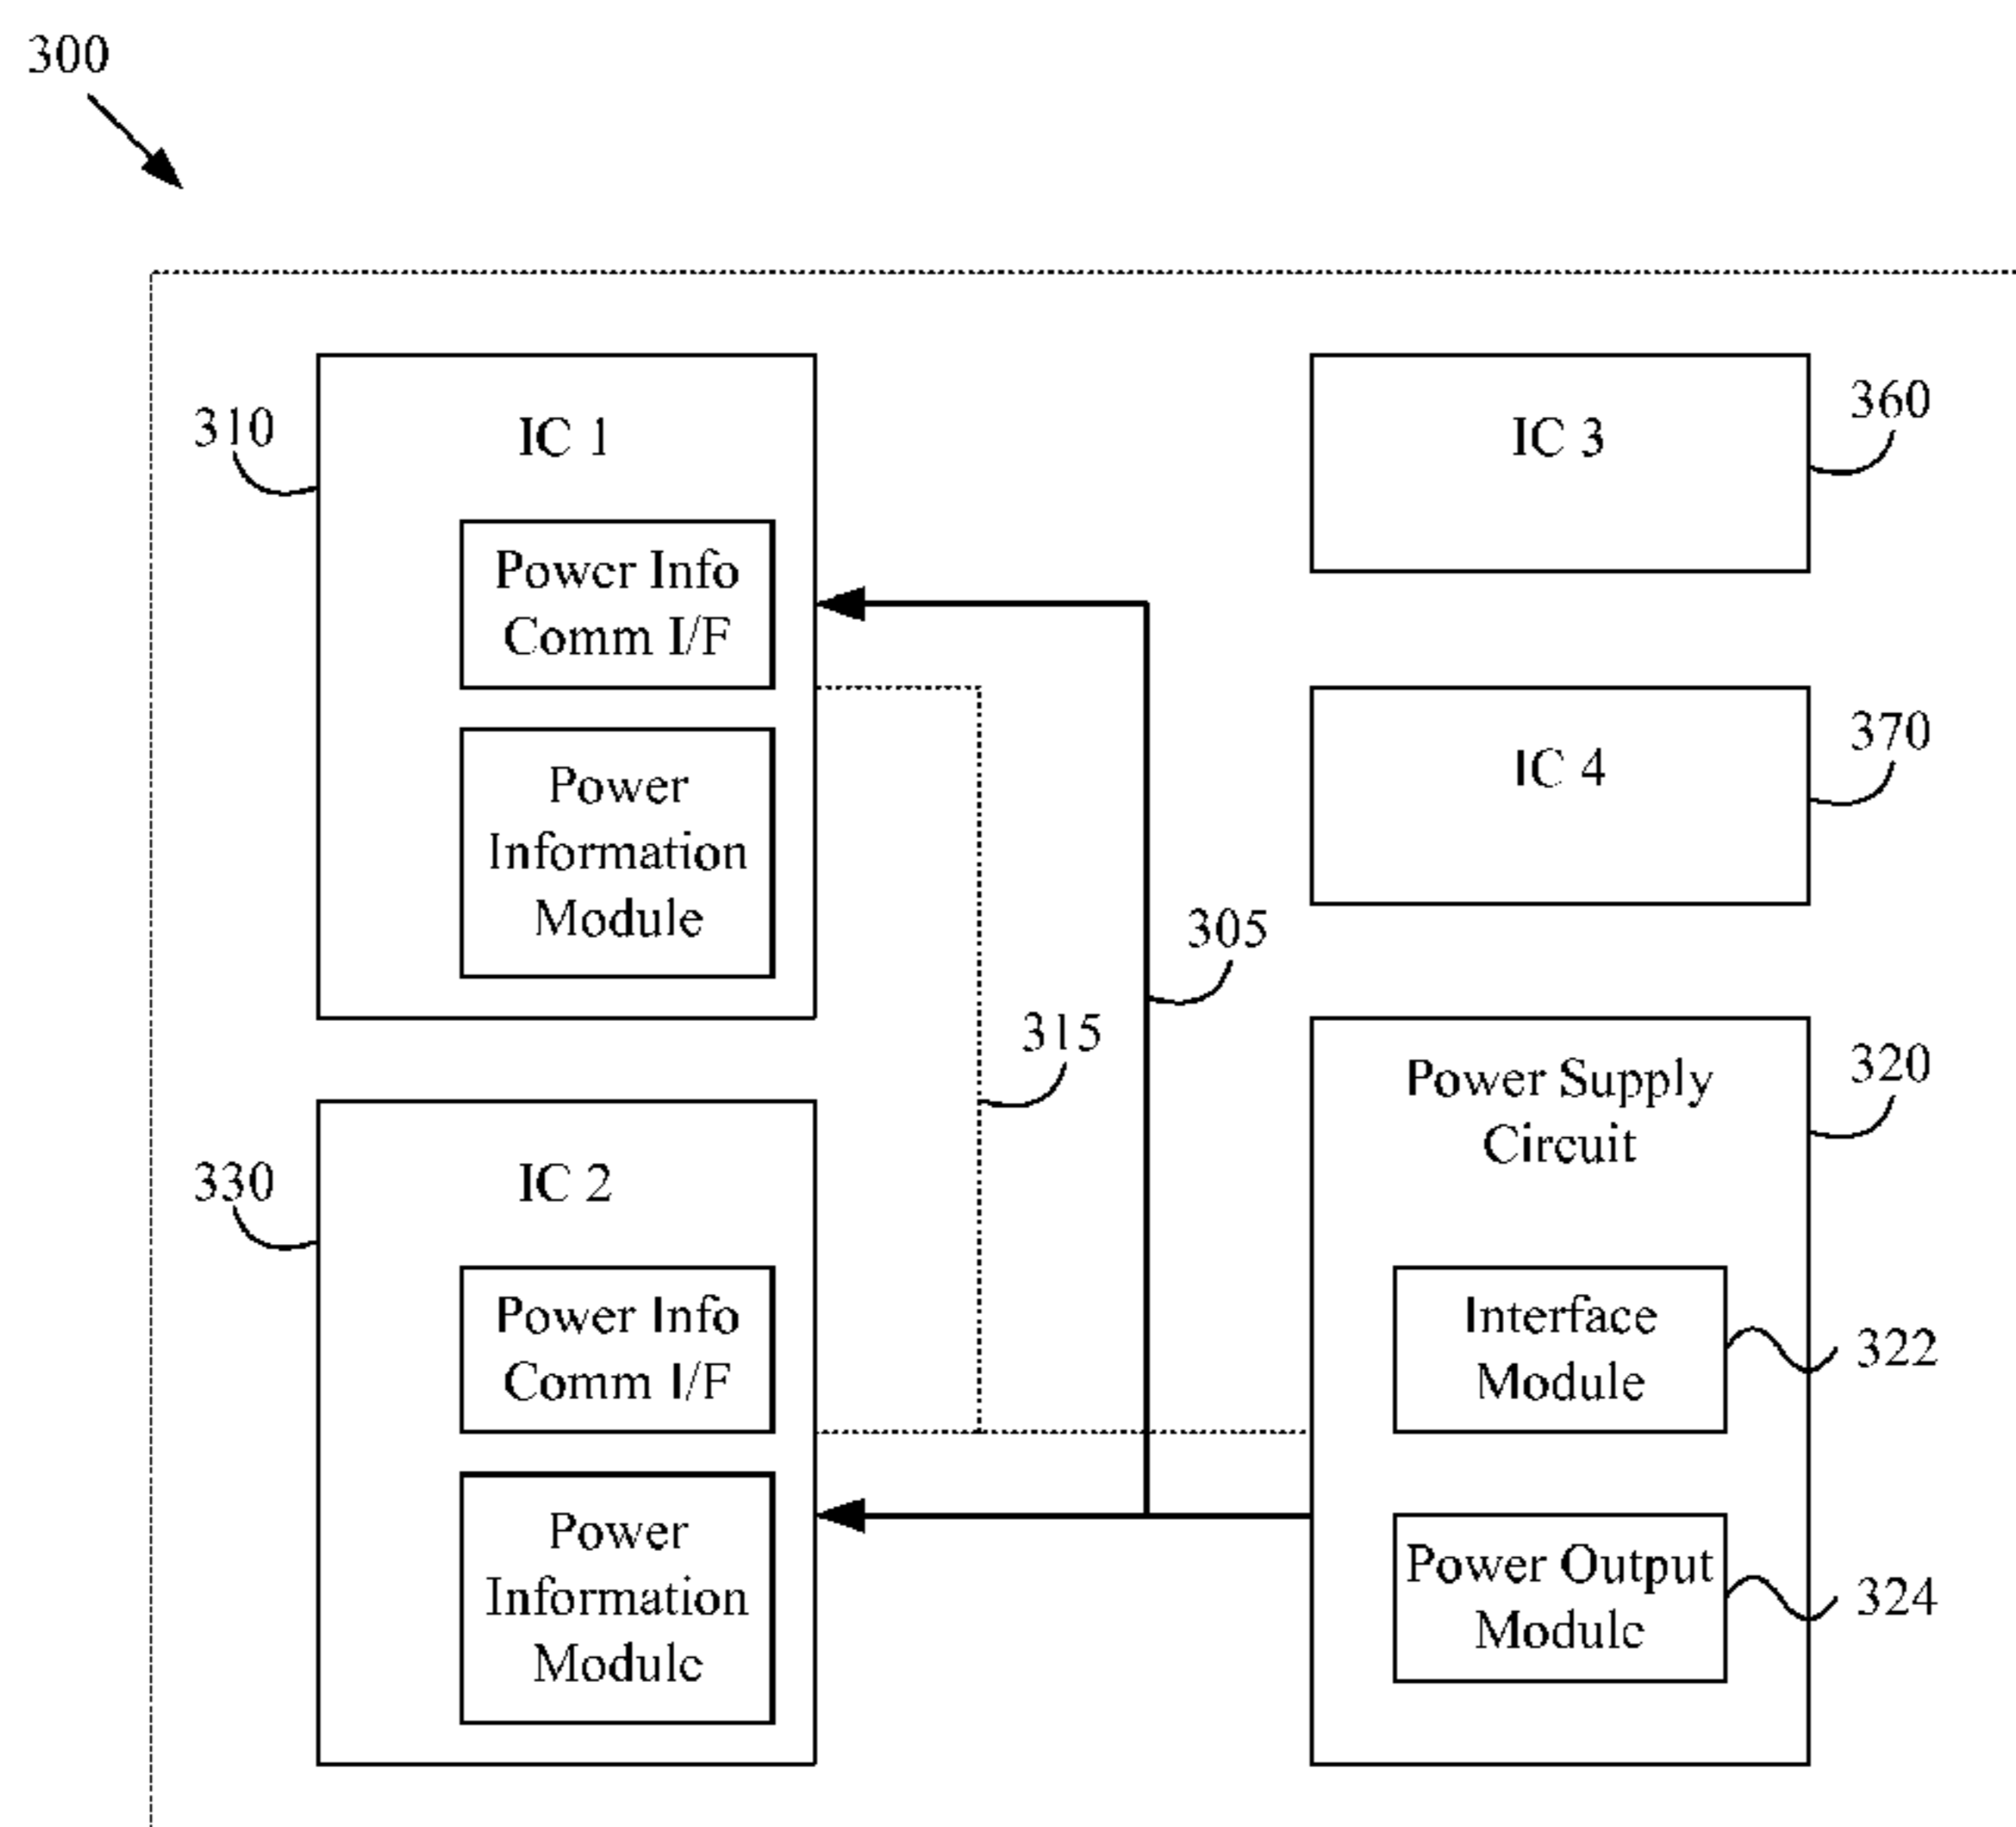 300
310
IC 1
Power Info
Comm I/F
Power
Information
Module
IC 3
360
IC 4
370
305
315
330
IC 2
Power Info
Comm I/F
Power
Information
Module
Power Supply
Circuit
320
Interface
Module
322
Power Output
Module
324